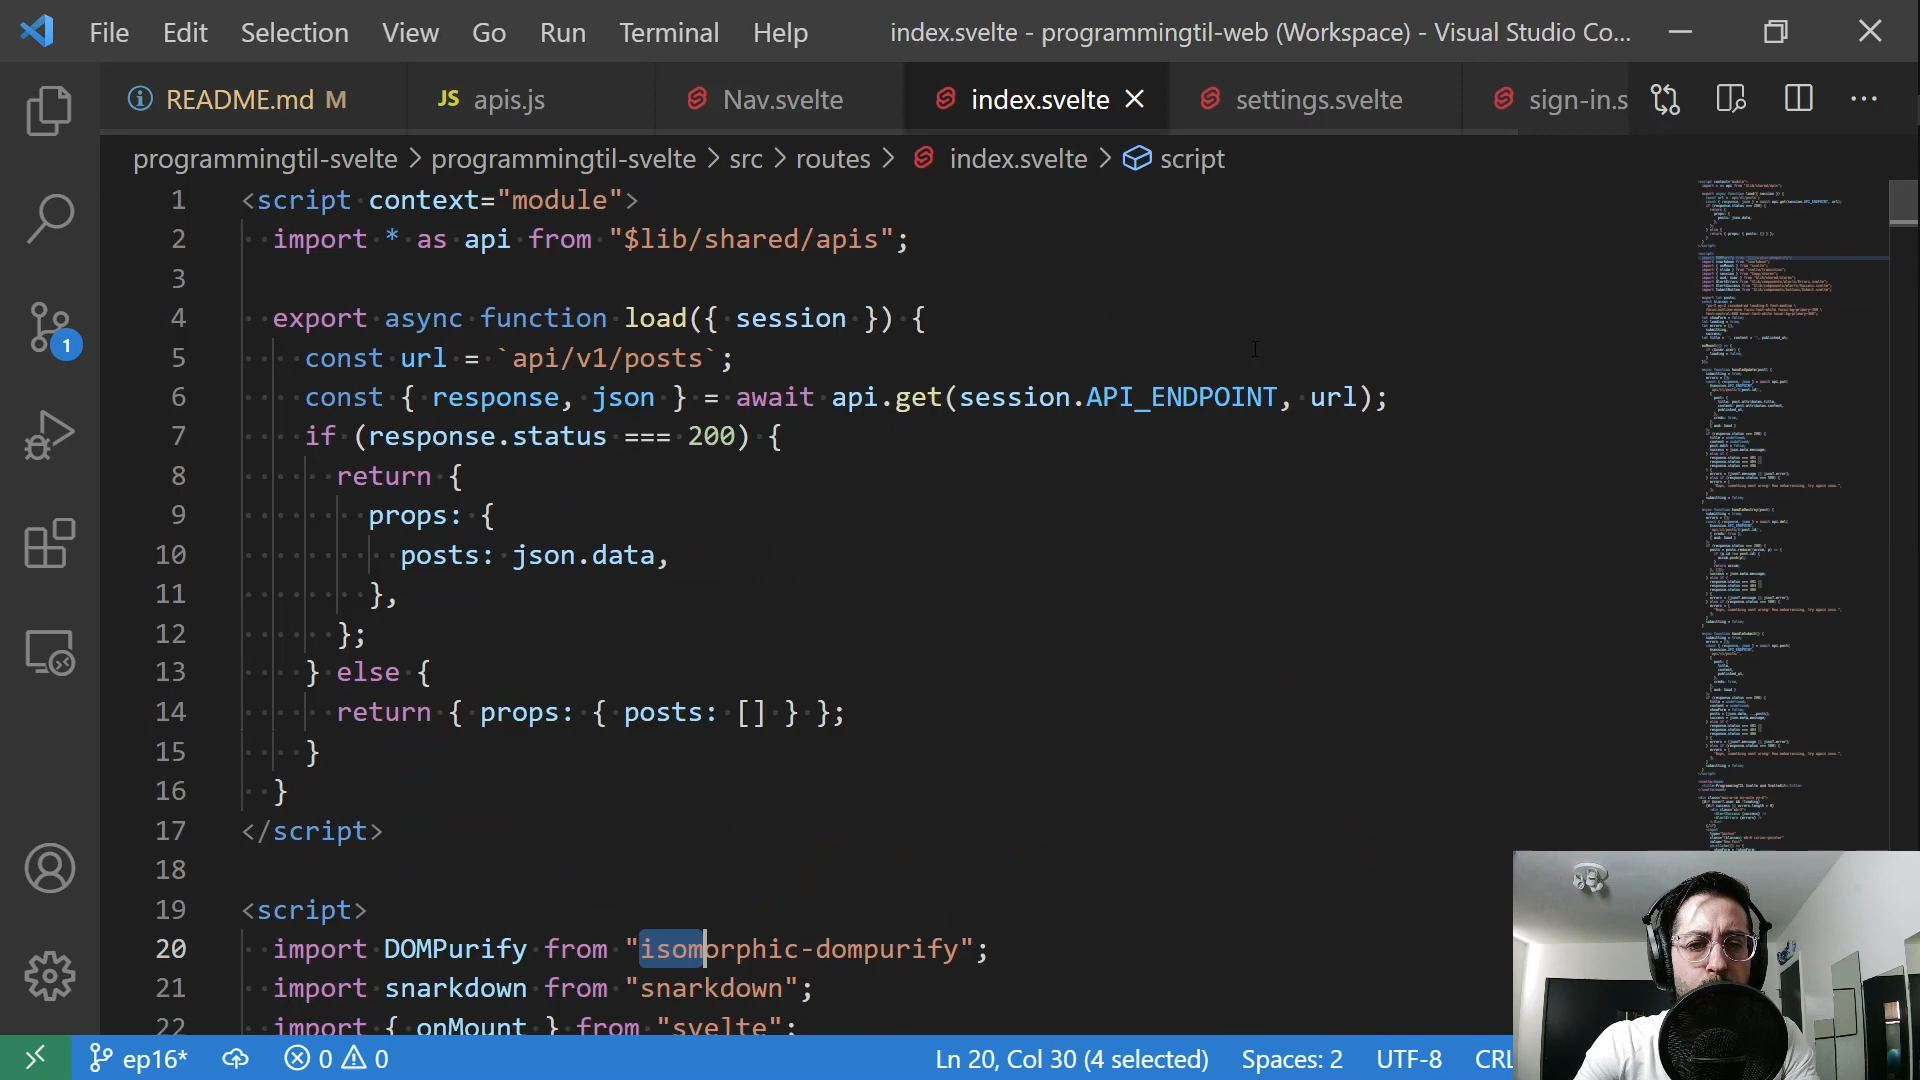 File Edit Selection View Go Run Terminal Help index.svelte - programmingtil-web (Workspace) - Visual Studio Co...
README.md M JS apis.js Nav.svelte index.svelte settings.svelte sign-in.s
programmingtil-svelte > programmingtil-svelte > src > routes > index.svelte > script
1 <script context="module">
2 import * as api from "$lib/shared/apis";
3
4 export async function load({ session }) {
5 const url = `api/v1/posts`;
6 const { response, json } = await api.get(session.API_ENDPOINT, url);
7 if (response.status === 200) {
8 return {
9 props: {
10 posts: json.data,
11 },
12 };
13 } else {
14 return { props: { posts: [] } };
15 }
16 }
17 </script>
18
19 <script>
20 import DOMPurify from "isomorphic-dompurify";
21 import snarkdown from "snarkdown";
22 import { onMount } from "svelte";
1
ep16* 0 0 Ln 20, Col 30 (4 selected) Spaces: 2 UTF-8 CRL